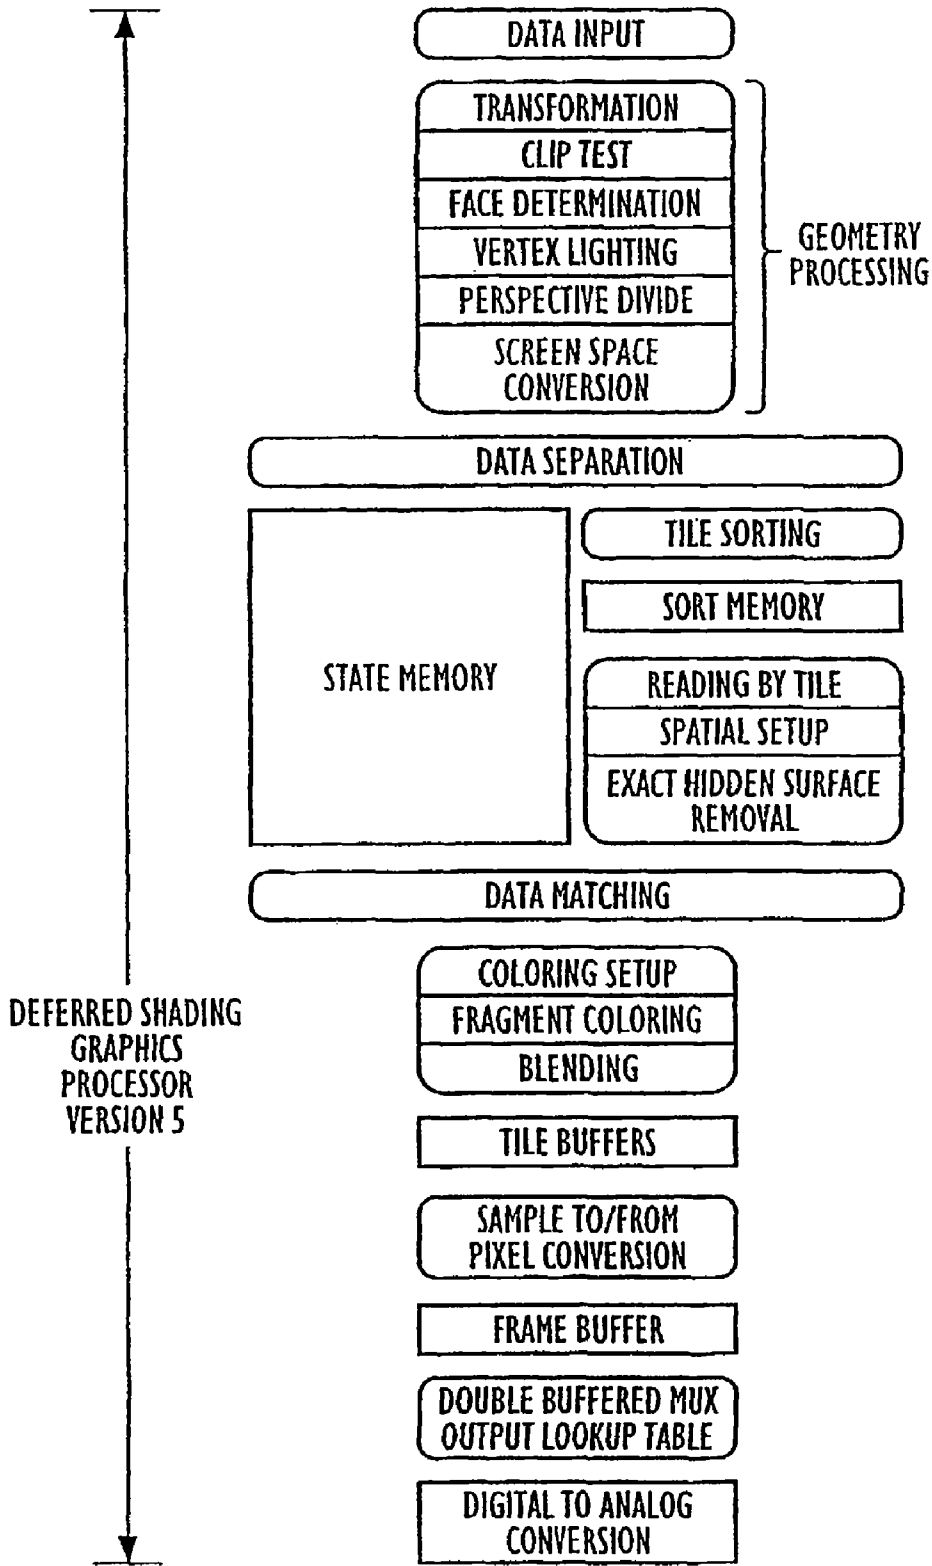 DATA INPUT
TRANSFORMATION
CLIP TEST
FACE DETERMINATION
VERTEX LIGHTING
PERSPECTIVE DIVIDE
SCREEN SPACE
CONVERSION
GEOMETRY
PROCESSING
DATA SEPARATION
STATE MEMORY
TILE SORTING
SORT MEMORY
READING BY TILE
SPATIAL SETUP
EXACT HIDDEN SURFACE
REMOVAL
DATA MATCHING
COLORING SETUP
FRAGMENT COLORING
BLENDING
DEFERRED SHADING
GRAPHICS
PROCESSOR
VERSION 5
TILE BUFFERS
SAMPLE TO/FROM
PIXEL CONVERSION
FRAME BUFFER
DOUBLE BUFFERED MUX
OUTPUT LOOKUP TABLE
DIGITAL TO ANALOG
CONVERSION